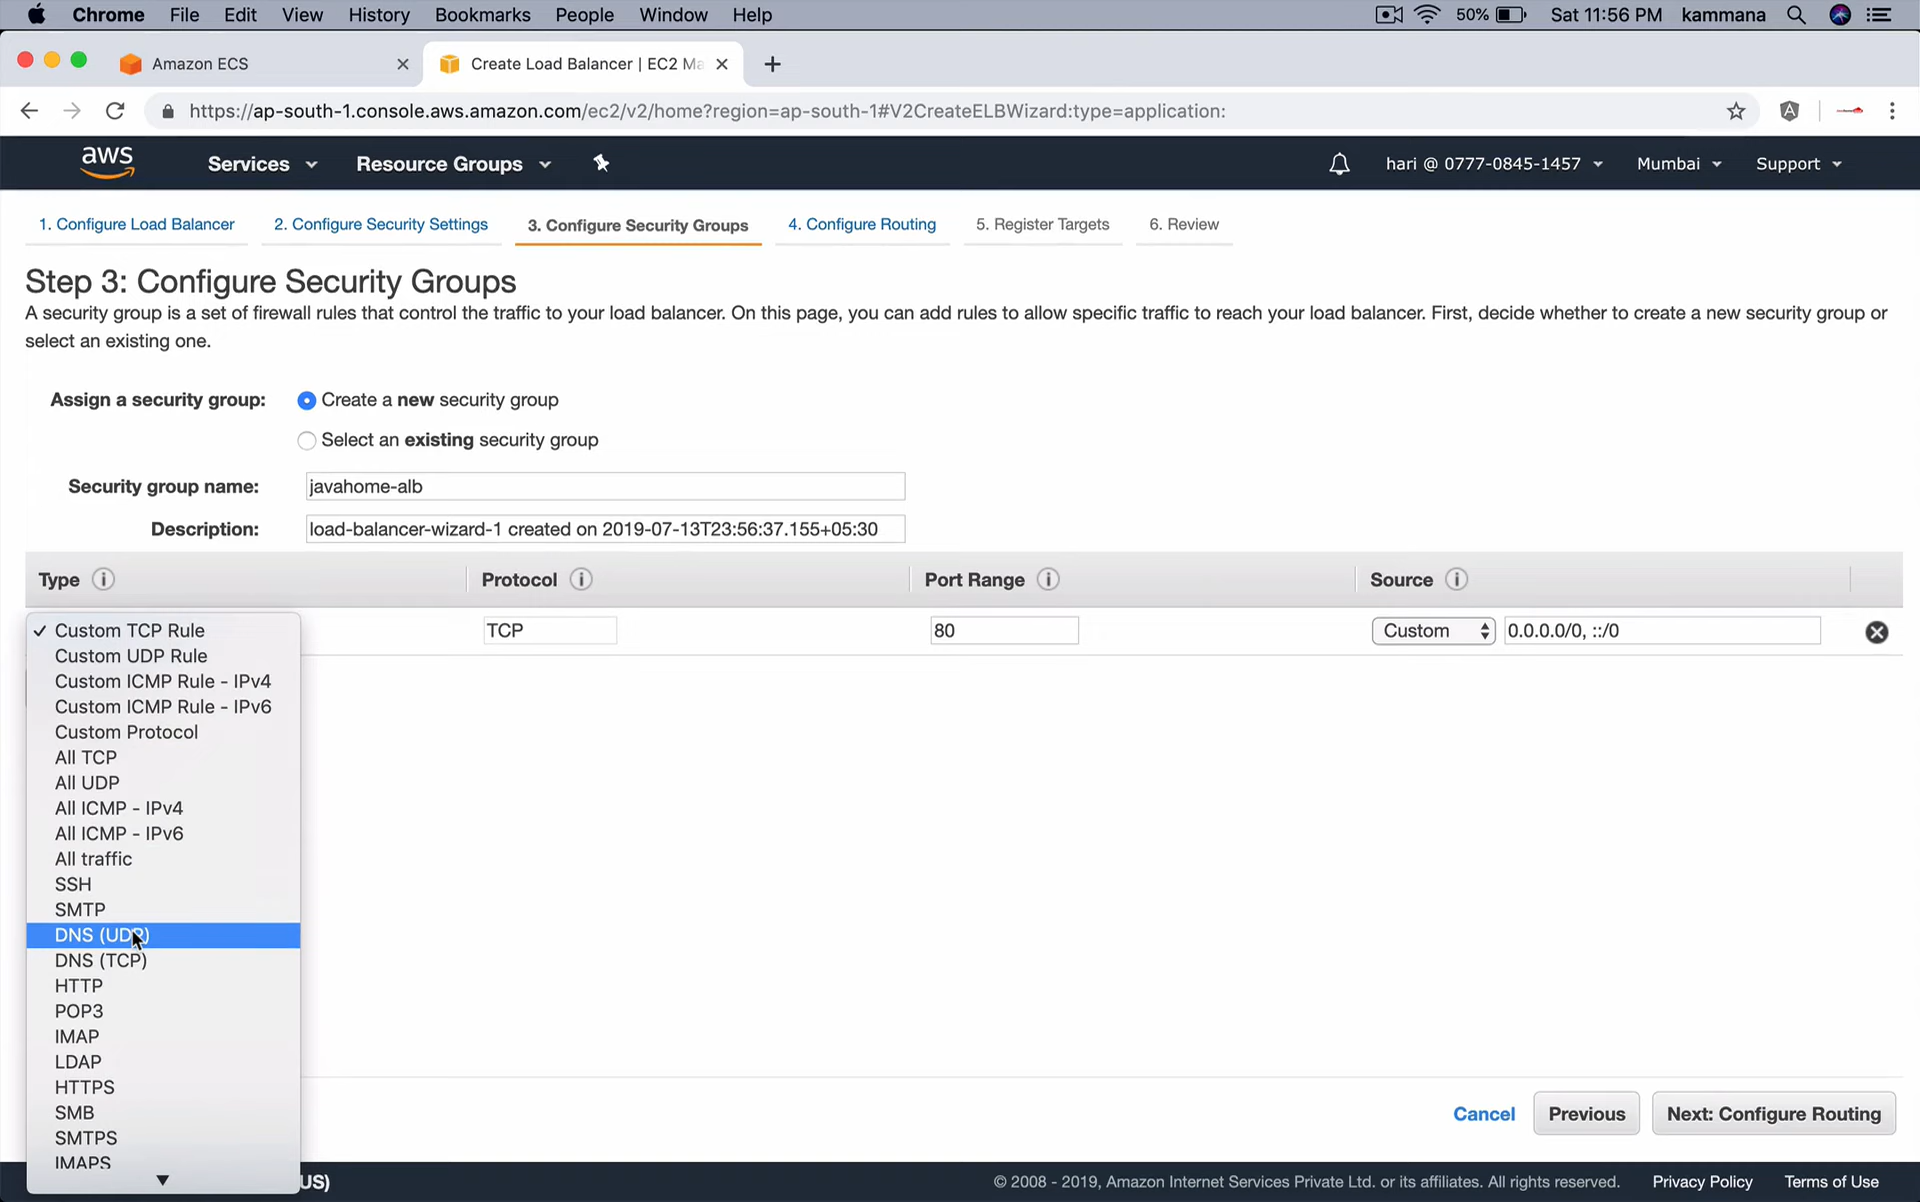 Chrome File Edit View History Bookmarks People Window Help 50% Sat 11:56 PM kammana
Amazon ECS Create Load Balancer | EC2 Ma
https://ap-south-1.console.aws.amazon.com/ec2/v2/home?region=ap-south-1#V2CreateELBWizard:type=application:
aws Services Resource Groups hari @ 0777-0845-1457 Mumbai Support
1. Configure Load Balancer 2. Configure Security Settings 3. Configure Security Groups 4. Configure Routing 5. Register Targets 6. Review
Step 3: Configure Security Groups
A security group is a set of firewall rules that control the traffic to your load balancer. On this page, you can add rules to allow specific traffic to reach your load balancer. First, decide whether to create a new security group or
select an existing one.
Assign a security group: Create a new security group
Select an existing security group
Security group name: javahome-alb
Description: load-balancer-wizard-1 created on 2019-07-13T23:56:37.155+05:30
Type Protocol Port Range Source
Custom TCP Rule TCP 80 Custom 0.0.0.0/0, ::/0
Custom UDP Rule
Custom ICMP Rule - IPv4
Custom ICMP Rule - IPv6
Custom Protocol
All TCP
All UDP
All ICMP - IPv4
All ICMP - IPv6
All traffic
SSH
SMTP
DNS (UDP)
DNS (TCP)
HTTP
POP3
IMAP
LDAP
HTTPS
SMB
SMTPS
IMAPS
Cancel Previous Next: Configure Routing
US) © 2008 - 2019, Amazon Internet Services Private Ltd. or its affiliates. All rights reserved. Privacy Policy Terms of Use